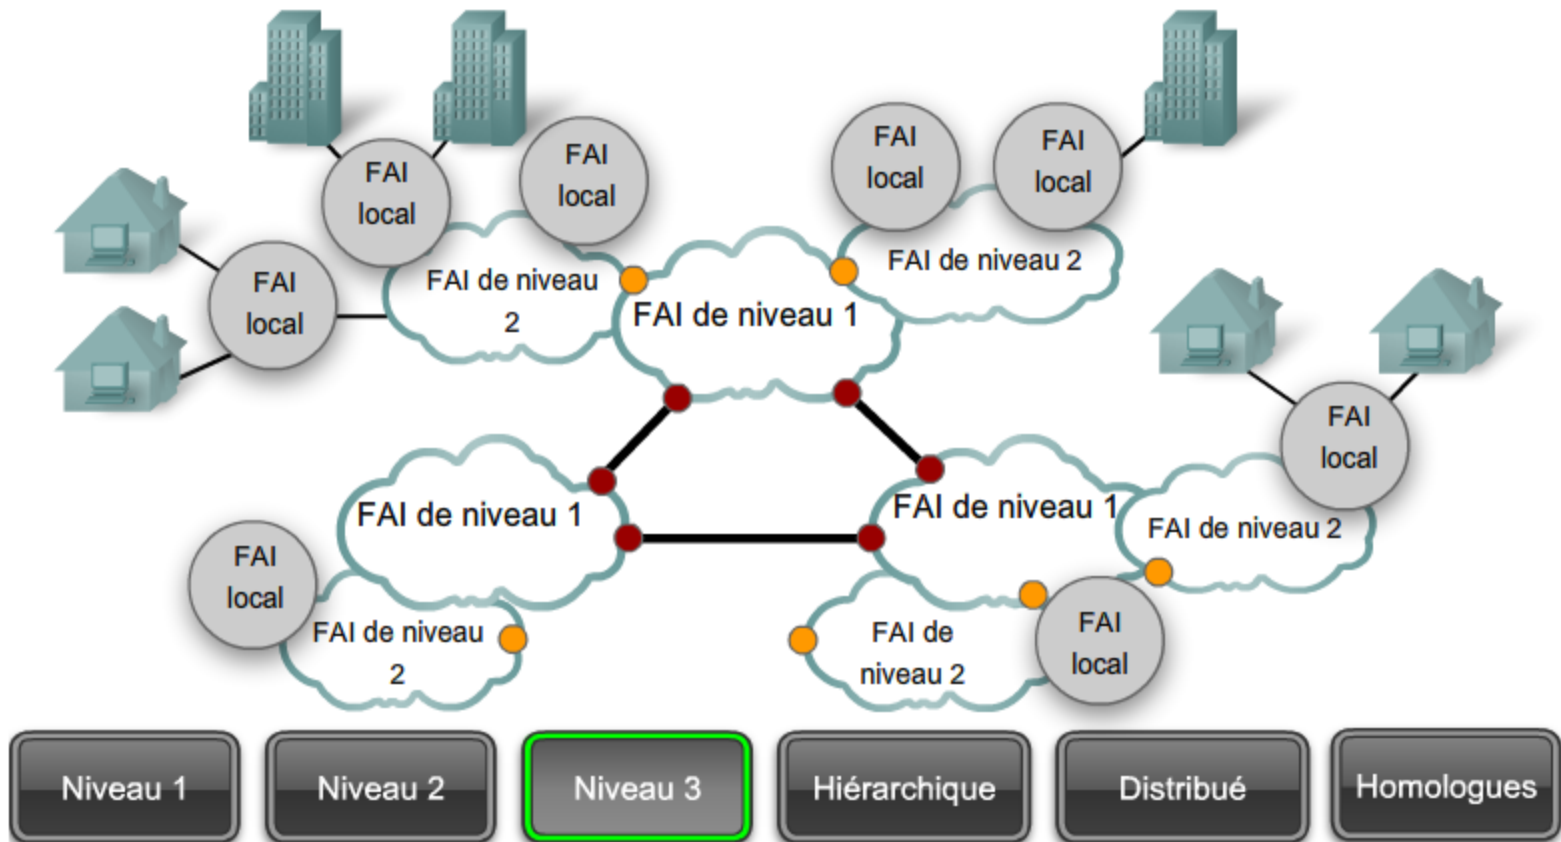 FAI
local
FAI
local
FAI
local
FAI
local
FAI
local
FAI de niveau
2
FAI de niveau 1
FAI de niveau 2
FAI
local
FAI de niveau 1
FAI de niveau 1
FAI de niveau 2
FAI
local
FAI de niveau
2
FAI de
niveau 2
FAI
local
Niveau 1
Niveau 2
Niveau 3
Hiérarchique
Distribué
Homologues